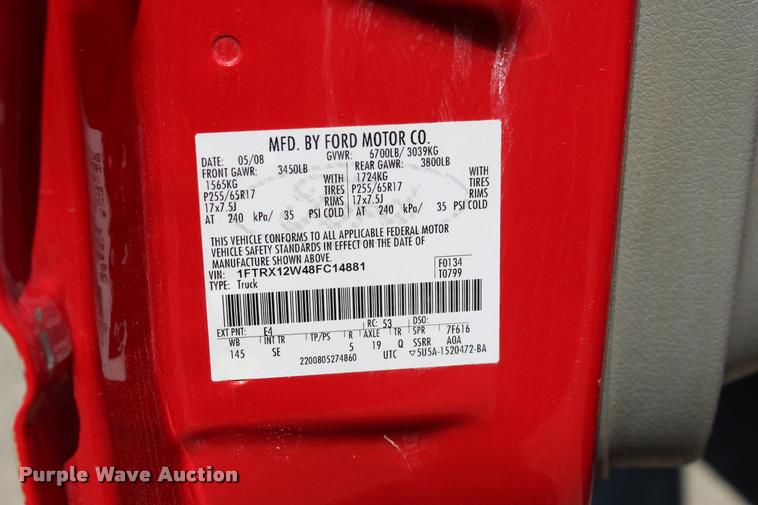 MFD. BY FORD MOTOR CO.
DATE: 05/08 GVWR: 6700LB/ 3039KG
FRONT GAWR: 3450LB REAR GAWR: 3800LB
1565KG WITH 1724KG WITH
P255/65R17 TIRES P255/65R17 TIRES
17x7.5J RIMS 17x7.5J RIMS
AT 240 kPa/ 35 PSI COLD AT 240 kPa/ 35 PSI COLD
THIS VEHICLE CONFORMS TO ALL APPLICABLE FEDERAL MOTOR
VEHICLE SAFETY STANDARDS IN EFFECT ON THE DATE OF
MANUFACTURE SHOWN ABOVE.
VIN: 1FTRX12W48FC14881 F0134
TYPE: Truck T0799
EXT PNT: E4 RC: 53 DSO:
WB INT TR TP/PS R AXLE TR SPR 7F616
145 SE 5 19 Q SSRR A0A
2200805274860 UTC ▽5U5A-1520472-BA
Purple Wave Auction